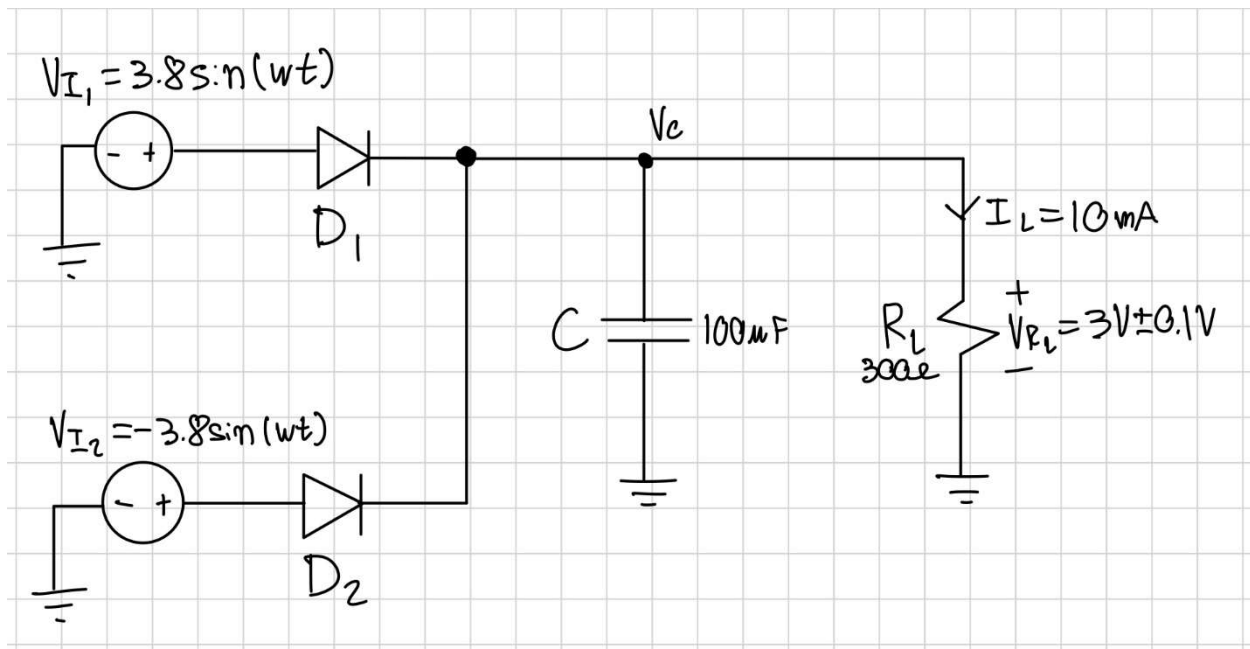 V_I₁ = 3.8sin(wt)
- +
D₁
Vc
I_L = 10mA
C
100uF
R_L
300Ω
+
V_RL = 3V±0.1V
-
V_I₂ = -3.8sin(wt)
- +
D₂